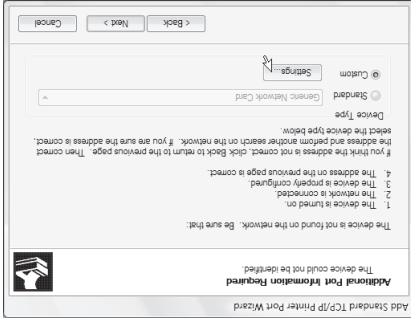 Add Standard TCP/IP Printer Port Wizard
Additional Port Information Required
The device could not be identified.
The device is not found on the network. Be sure that:
1. The device is turned on.
2. The network is connected.
3. The device is properly configured.
4. The address on the previous page is correct.
If you think the address is not correct, click Back to return to the previous page. Then correct
the address and perform another search on the network. If you are sure the address is correct,
select the device type below.
Device Type
Standard Generic Network Card
Custom Settings...
< Back Next > Cancel